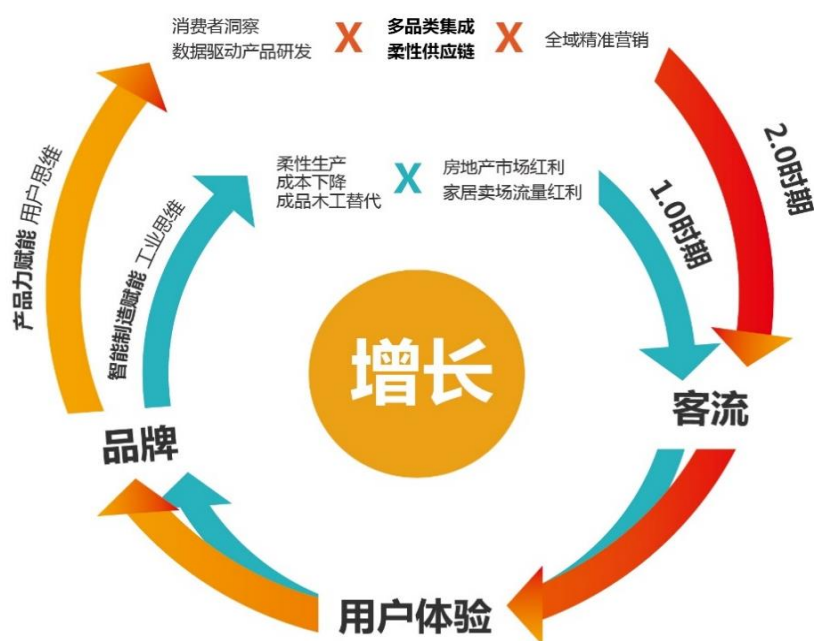 消费者洞察
数据驱动产品研发
X
多品类集成
柔性供应链
X
全域精准营销
产品力赋能 用户思维
2.0时期
柔性生产
成本下降
成品木工替代
X
房地产市场红利
家居卖场流量红利
智能制造赋能 工业思维
1.0时期
增长
品牌
客流
用户体验